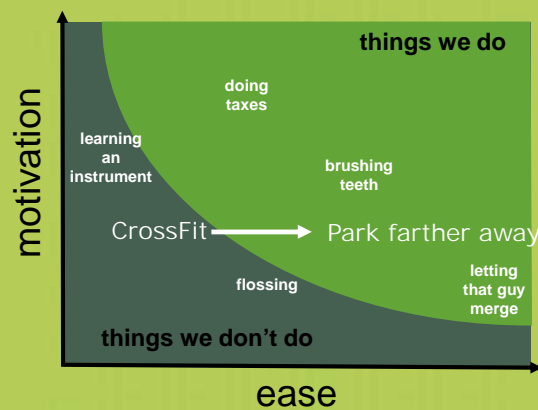 things we do
doing
taxes
learning
an
instrument
brushing
teeth
CrossFit
Park farther away
flossing
letting
that guy
merge
things we don't do
motivation
ease